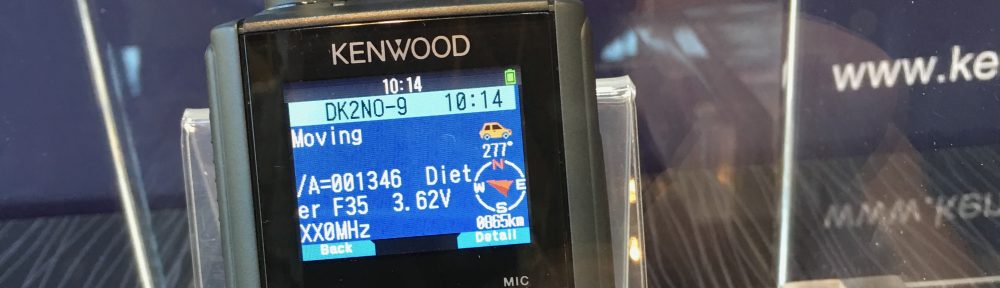 KENWOOD
10:14
DK2NO-9 10:14
Moving
277°
N
W E
S
/A=001346 Diet
er F35 3.62V
XX0MHz
0865km
Back Detail
MIC
www.ke